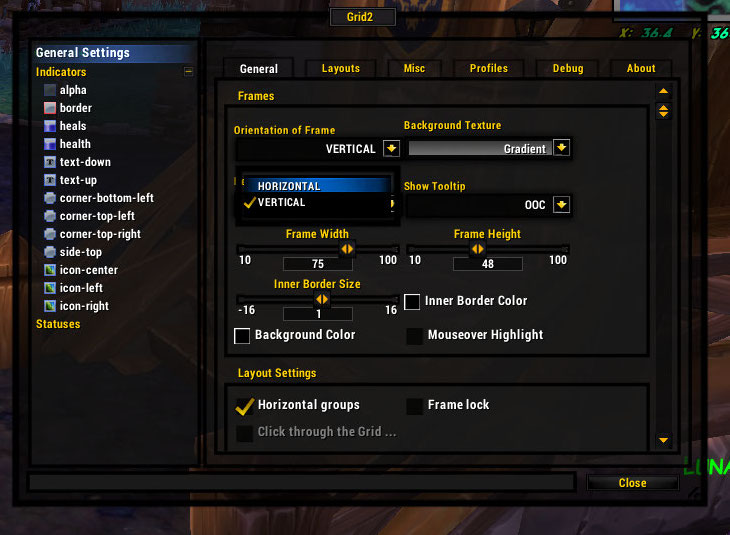 Grid2
X: 36.4 Y: 36
General Settings
Indicators
alpha
border
heals
health
text-down
text-up
corner-bottom-left
corner-top-left
corner-top-right
side-top
icon-center
icon-left
icon-right
Statuses
General Layouts Misc Profiles Debug About
Frames
Orientation of Frame
VERTICAL
Background Texture
Gradient
HORIZONTAL
VERTICAL
Show Tooltip
OOC
Frame Width
10 75 100
Frame Height
10 48 100
Inner Border Size
-16 1 16
Inner Border Color
Background Color
Mouseover Highlight
Layout Settings
Horizontal groups
Frame lock
Click through the Grid ...
Close